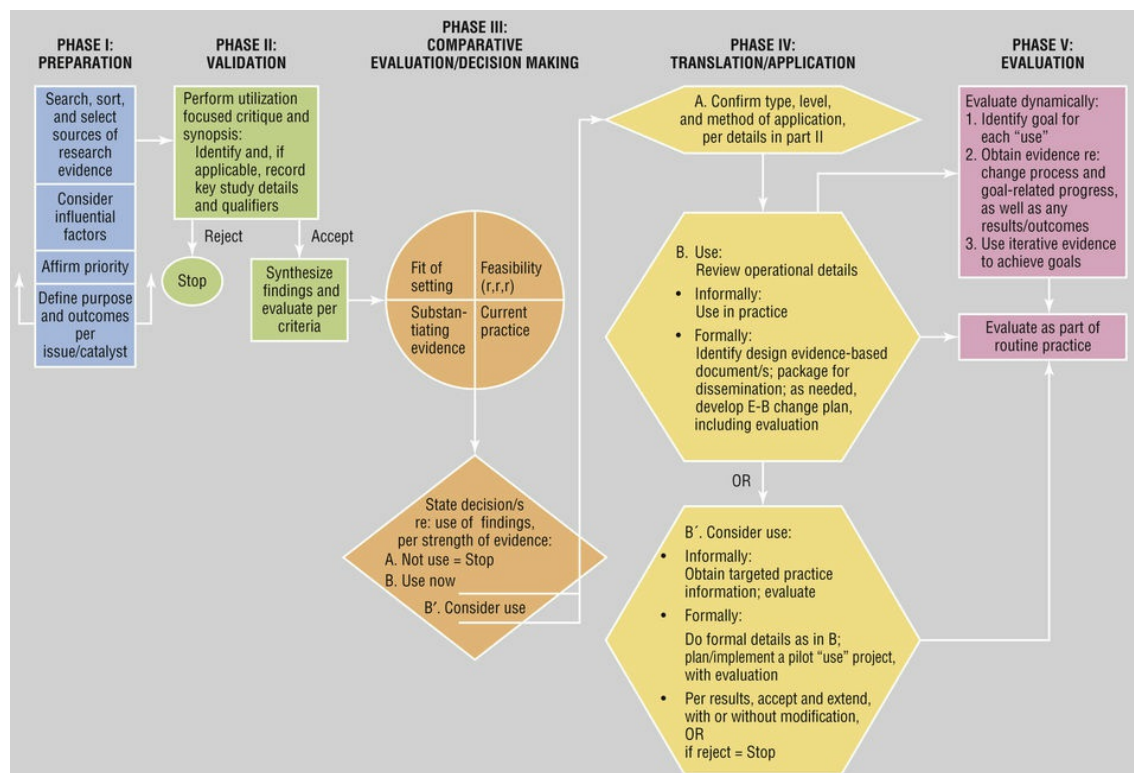 PHASE I:
PREPARATION
Search, sort,
and select
sources of
research
evidence
Consider
influential
factors
Affirm priority
Define purpose
and outcomes
per
issue/catalyst
PHASE II:
VALIDATION
Perform utilization
focused critique and
synopsis:
Identify and, if
applicable, record
key study details
and qualifiers
Reject
Accept
Stop
Synthesize
findings and
evaluate per
criteria
PHASE III:
COMPARATIVE
EVALUATION/DECISION MAKING
Fit of
setting
Feasibility
(r,r,r)
Substan-
tiating
evidence
Current
practice
State decision/s
re: use of findings,
per strength of evidence:
A. Not use = Stop
B. Use now
B′. Consider use
PHASE IV:
TRANSLATION/APPLICATION
A. Confirm type, level,
and method of application,
per details in part II
B. Use:
Review operational details
• Informally:
Use in practice
• Formally:
Identify design evidence-based
document/s; package for
dissemination; as needed,
develop E-B change plan,
including evaluation
OR
B´. Consider use:
• Informally:
Obtain targeted practice
information; evaluate
• Formally:
Do formal details as in B;
plan/implement a pilot “use” project,
with evaluation
• Per results, accept and extend,
with or without modification,
OR
if reject = Stop
PHASE V:
EVALUATION
Evaluate dynamically:
1. Identify goal for
each “use”
2. Obtain evidence re:
change process and
goal-related progress,
as well as any
results/outcomes
3. Use iterative evidence
to achieve goals
Evaluate as part of
routine practice